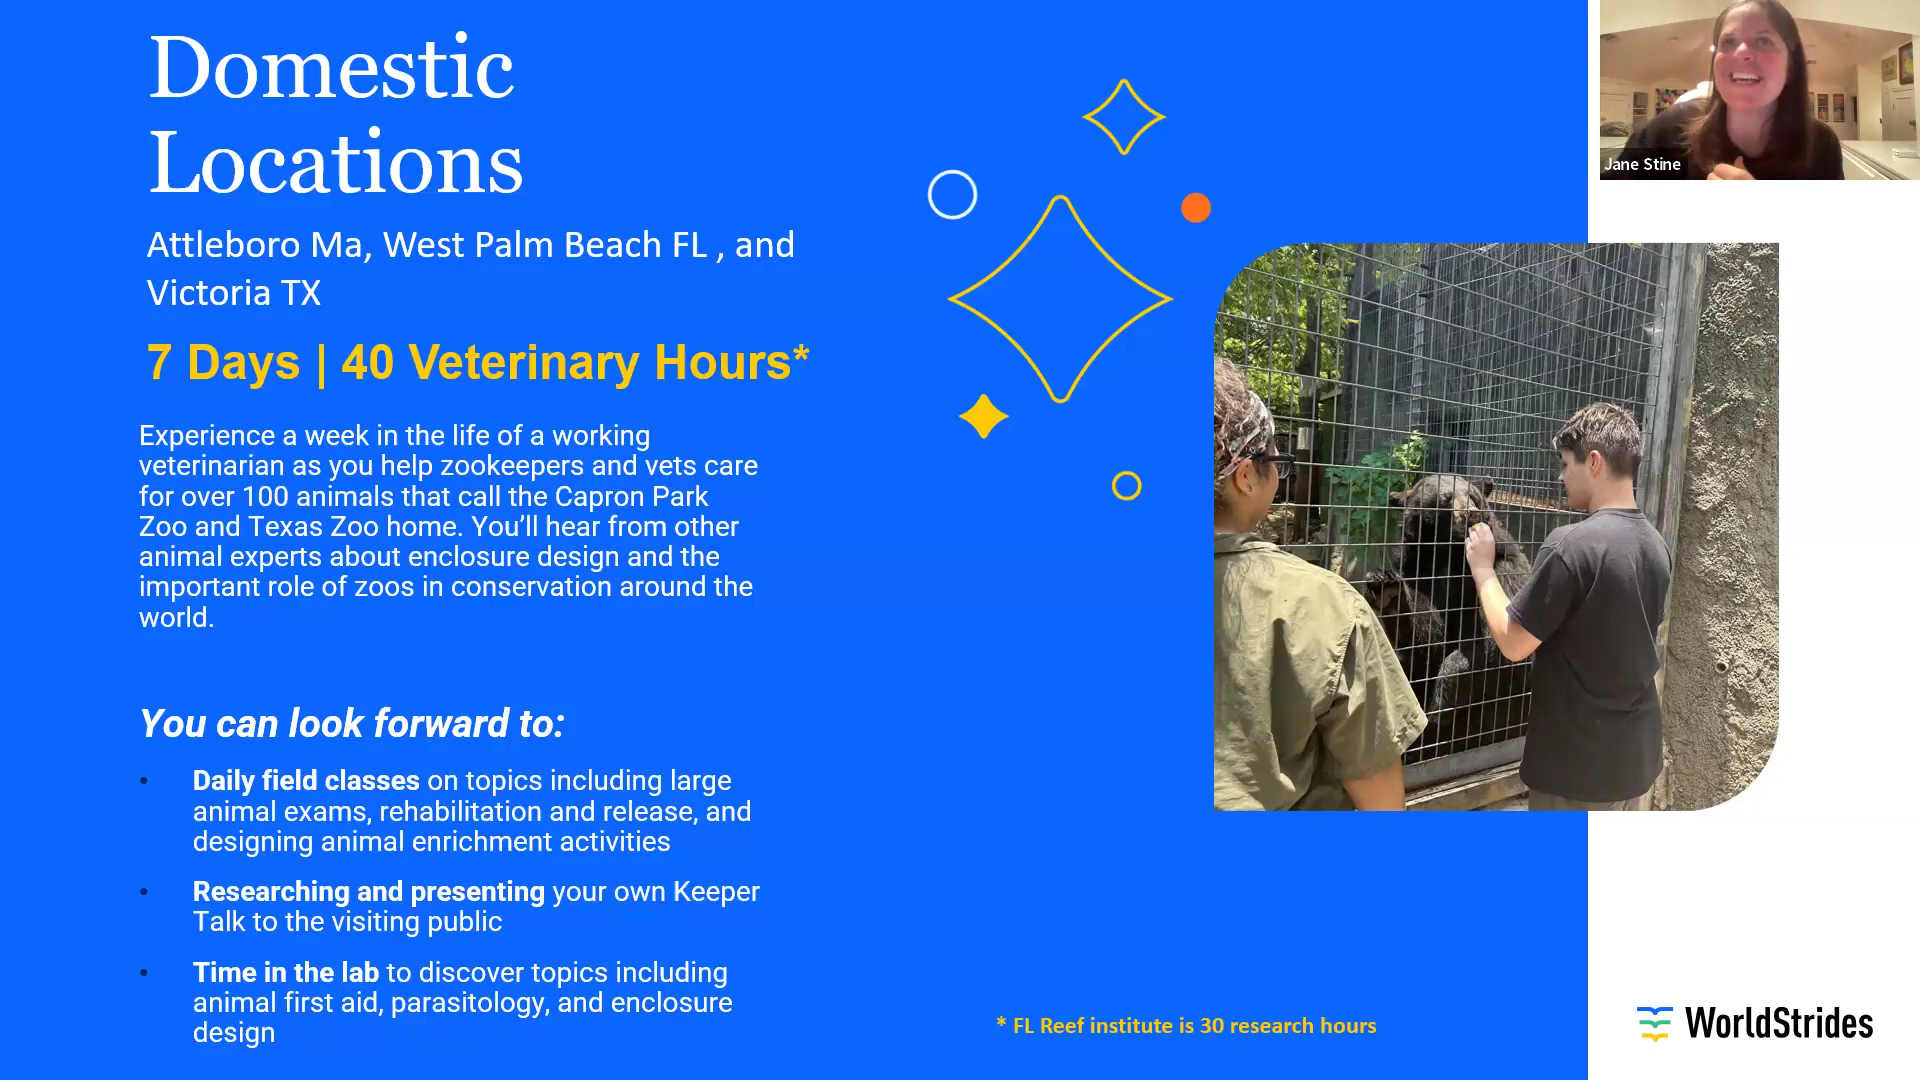 Domestic
Locations
Attleboro Ma, West Palm Beach FL , and
Victoria TX
7 Days | 40 Veterinary Hours*
Experience a week in the life of a working
veterinarian as you help zookeepers and vets care
for over 100 animals that call the Capron Park
Zoo and Texas Zoo home. You’ll hear from other
animal experts about enclosure design and the
important role of zoos in conservation around the
world.
You can look forward to:
• Daily field classes on topics including large
animal exams, rehabilitation and release, and
designing animal enrichment activities
• Researching and presenting your own Keeper
Talk to the visiting public
• Time in the lab to discover topics including
animal first aid, parasitology, and enclosure
design
* FL Reef institute is 30 research hours
Jane Stine
WorldStrides